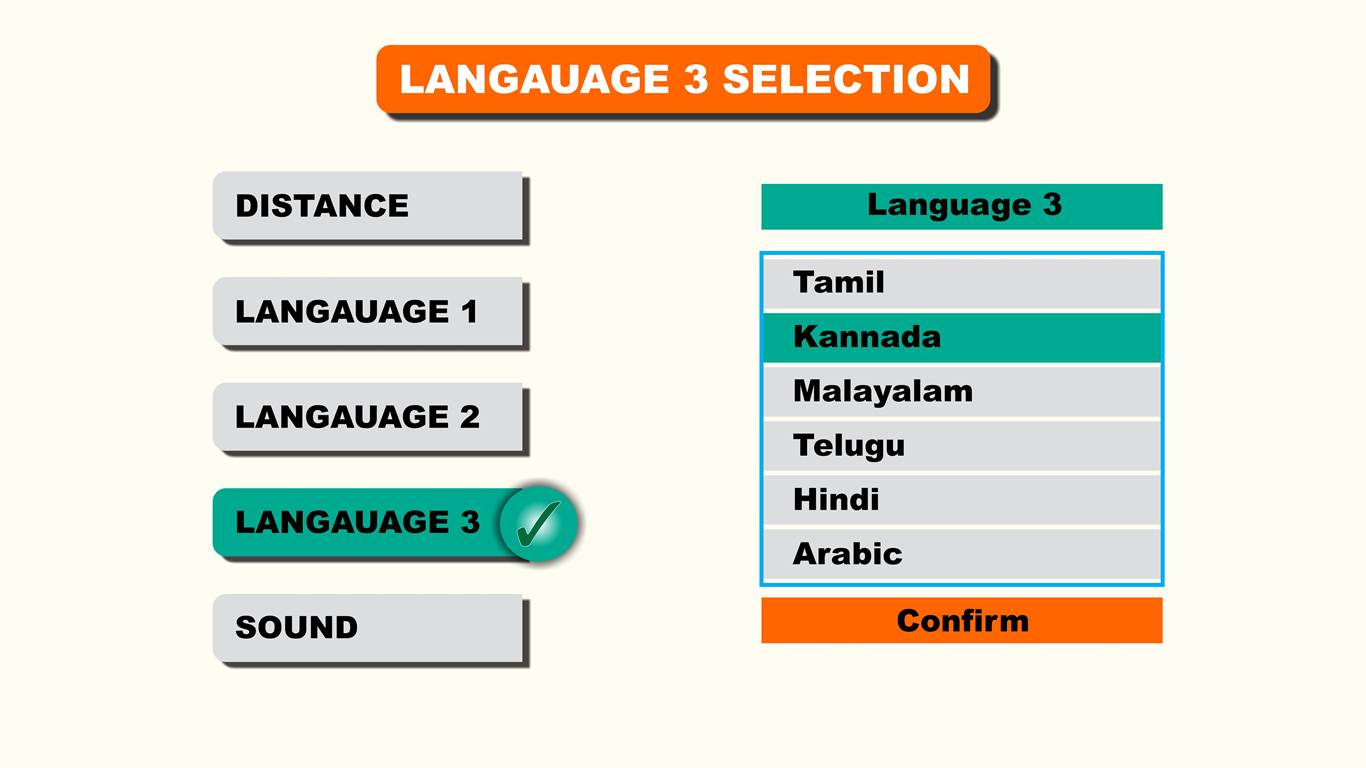 LANGAUAGE 3 SELECTION
DISTANCE
LANGAUAGE 1
LANGAUAGE 2
LANGAUAGE 3
SOUND
Language 3
Tamil
Kannada
Malayalam
Telugu
Hindi
Arabic
Confirm